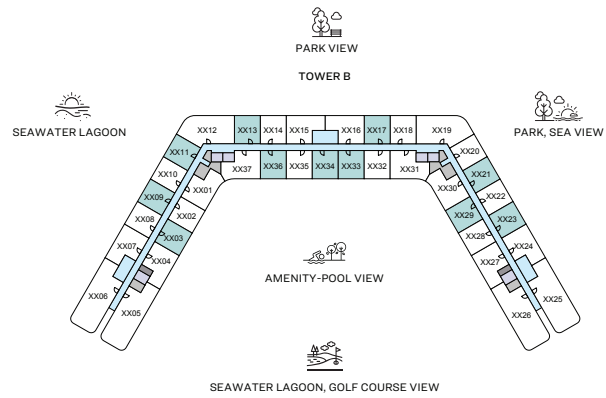 PARK VIEW
TOWER B
SEAWATER LAGOON
PARK, SEA VIEW
XX12
XX13
XX14
XX15
XX16
XX17
XX18
XX19
XX11
XX10
XX09
XX08
XX07
XX06
XX05
XX04
XX03
XX02
XX01
XX37
XX36
XX35
XX34
XX33
XX32
XX31
XX30
XX29
XX28
XX27
XX26
XX20
XX21
XX22
XX23
XX24
XX25
AMENITY-POOL VIEW
SEAWATER LAGOON, GOLF COURSE VIEW